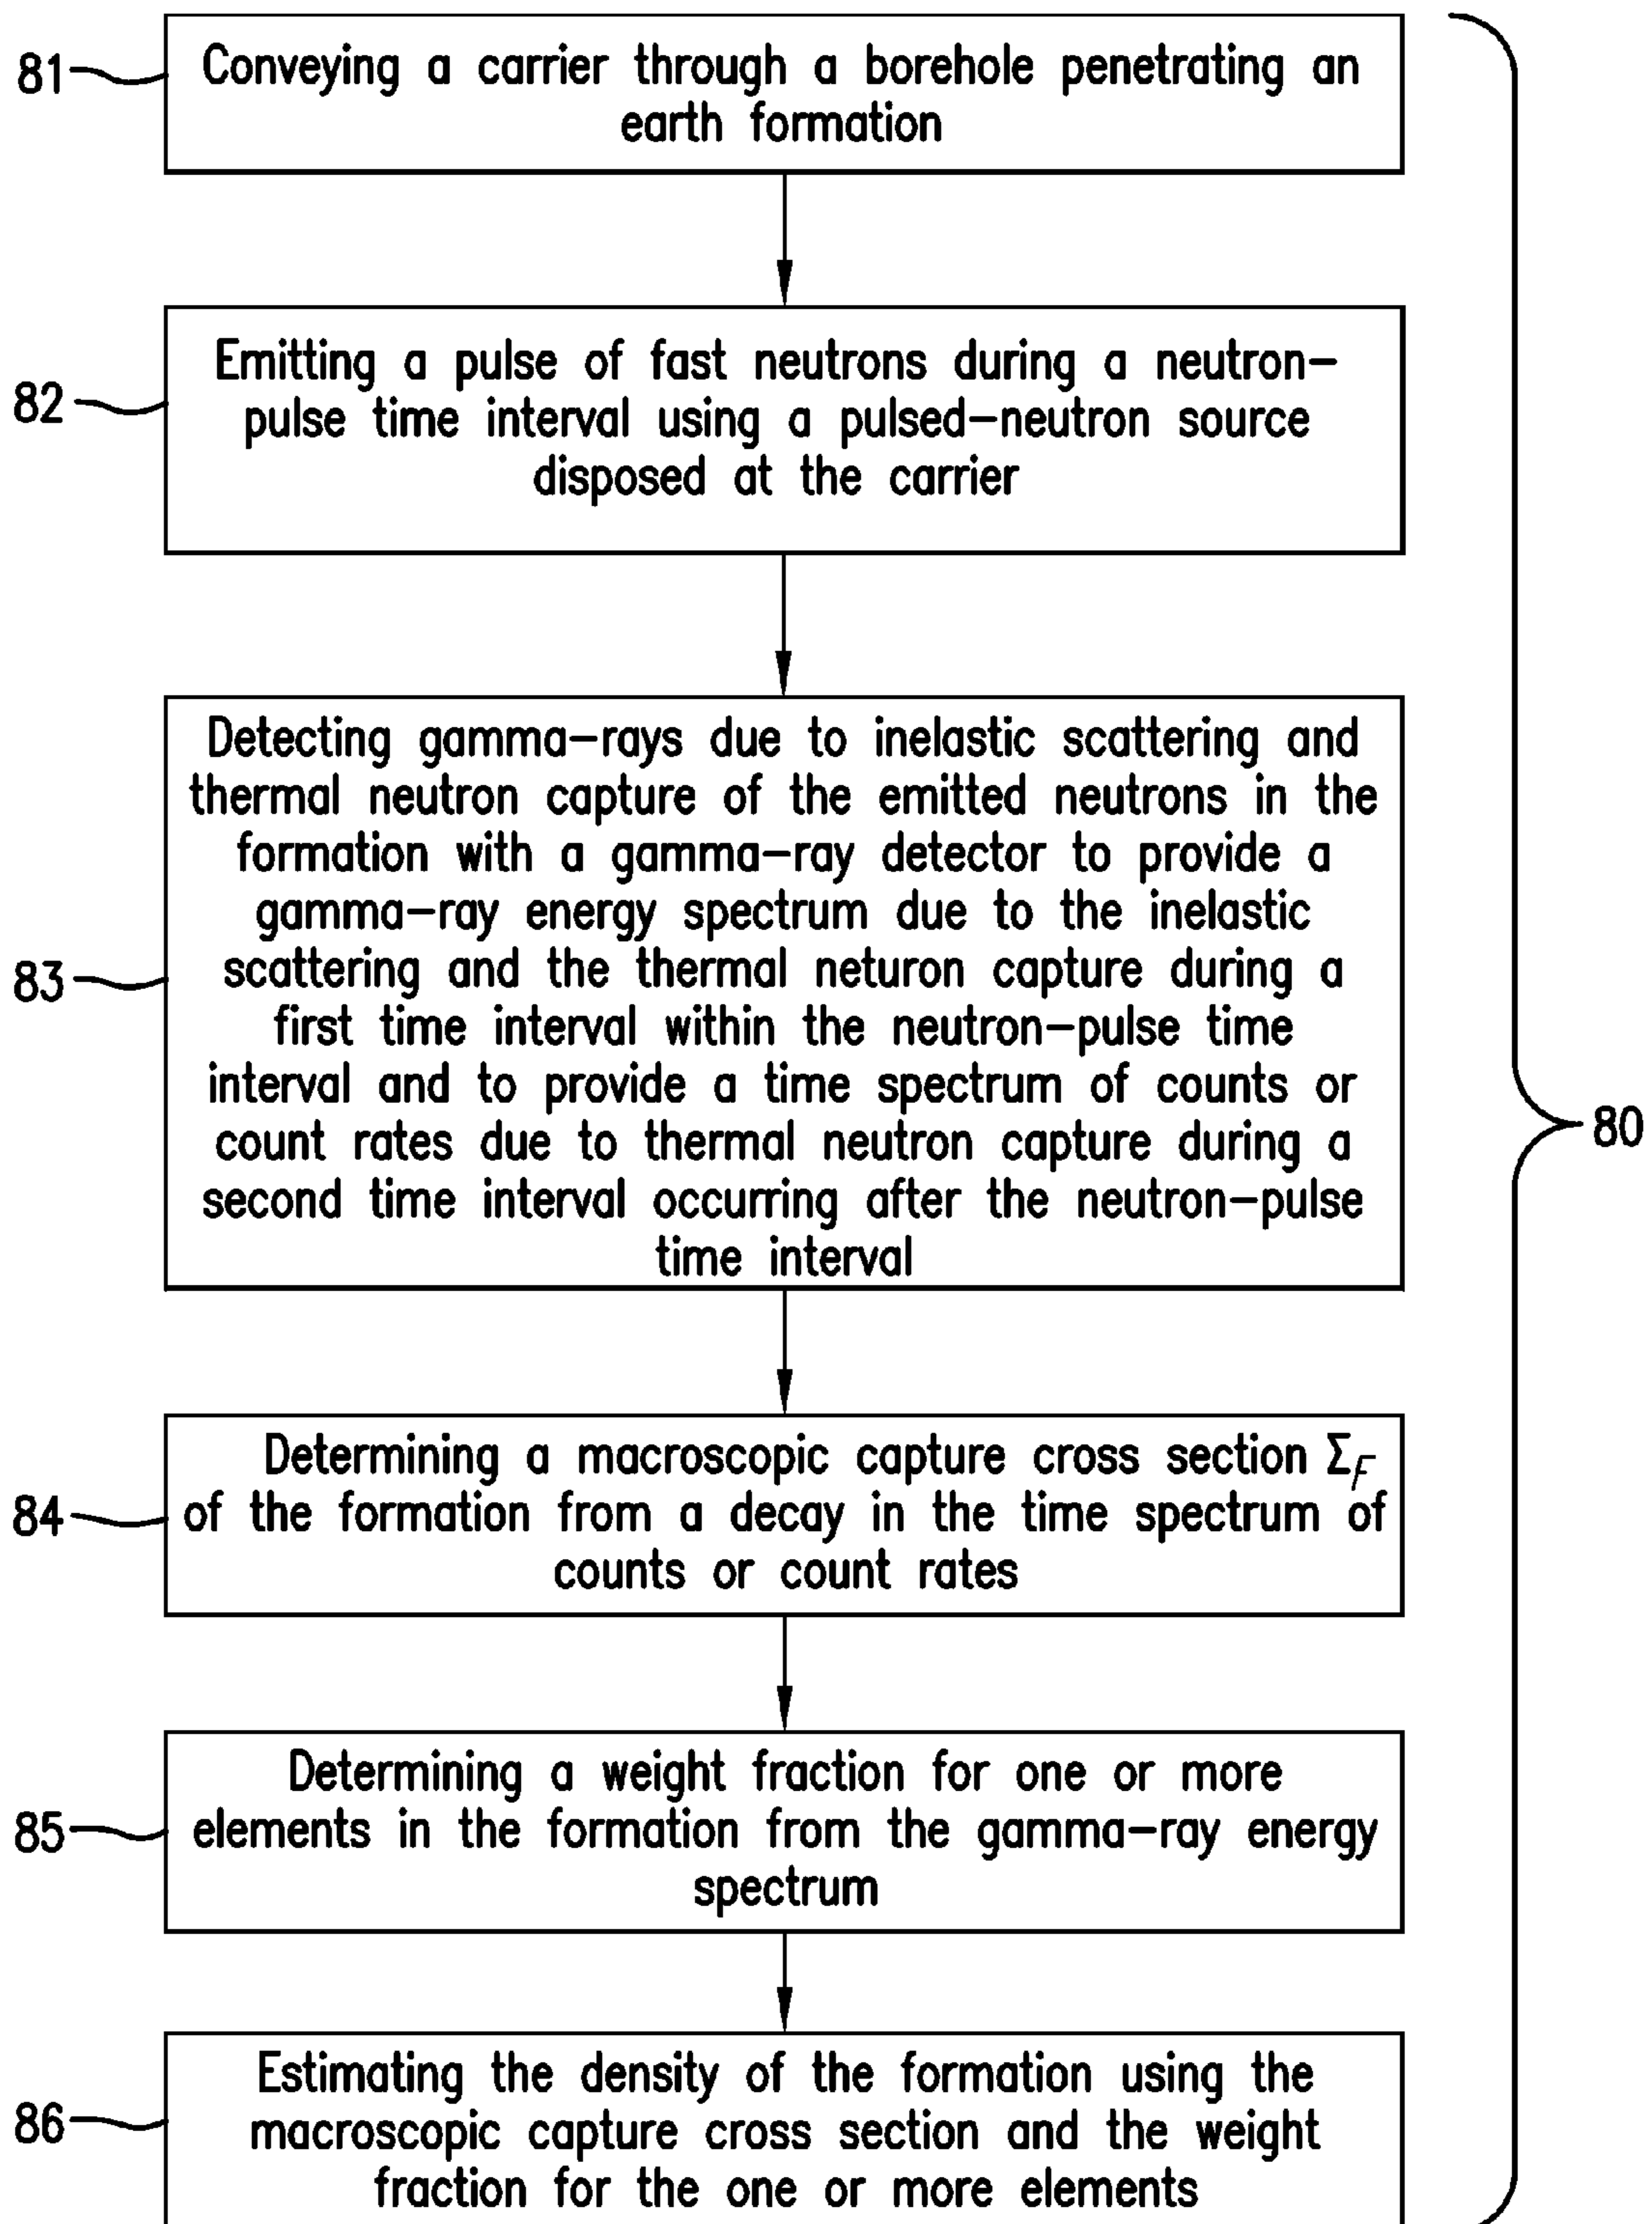 81
Conveying a carrier through a borehole penetrating an
earth formation
82
Emitting a pulse of fast neutrons during a neutron-
pulse time interval using a pulsed-neutron source
disposed at the carrier
83
Detecting gamma-rays due to inelastic scattering and
thermal neutron capture of the emitted neutrons in the
formation with a gamma-ray detector to provide a
gamma-ray energy spectrum due to the inelastic
scattering and the thermal neturon capture during a
first time interval within the neutron-pulse time
interval and to provide a time spectrum of counts or
count rates due to thermal neutron capture during a
second time interval occurring after the neutron-pulse
time interval
80
84
Determining a macroscopic capture cross section Σ_F
of the formation from a decay in the time spectrum of
counts or count rates
85
Determining a weight fraction for one or more
elements in the formation from the gamma-ray energy
spectrum
86
Estimating the density of the formation using the
macroscopic capture cross section and the weight
fraction for the one or more elements